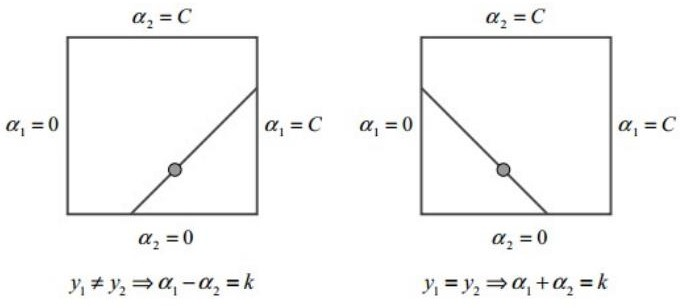 α₂ = C
α₁ = 0
α₁ = C
α₂ = 0
y₁ ≠ y₂ ⇒ α₁ − α₂ = k
α₂ = C
α₁ = 0
α₁ = C
α₂ = 0
y₁ = y₂ ⇒ α₁ + α₂ = k